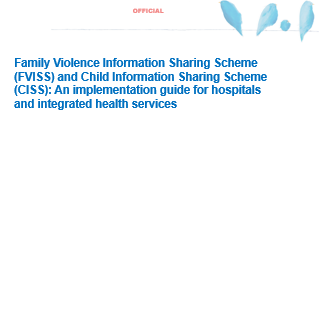 OFFICIAL
Family Violence Information Sharing Scheme
(FVISS) and Child Information Sharing Scheme
(CISS): An implementation guide for hospitals
and integrated health services